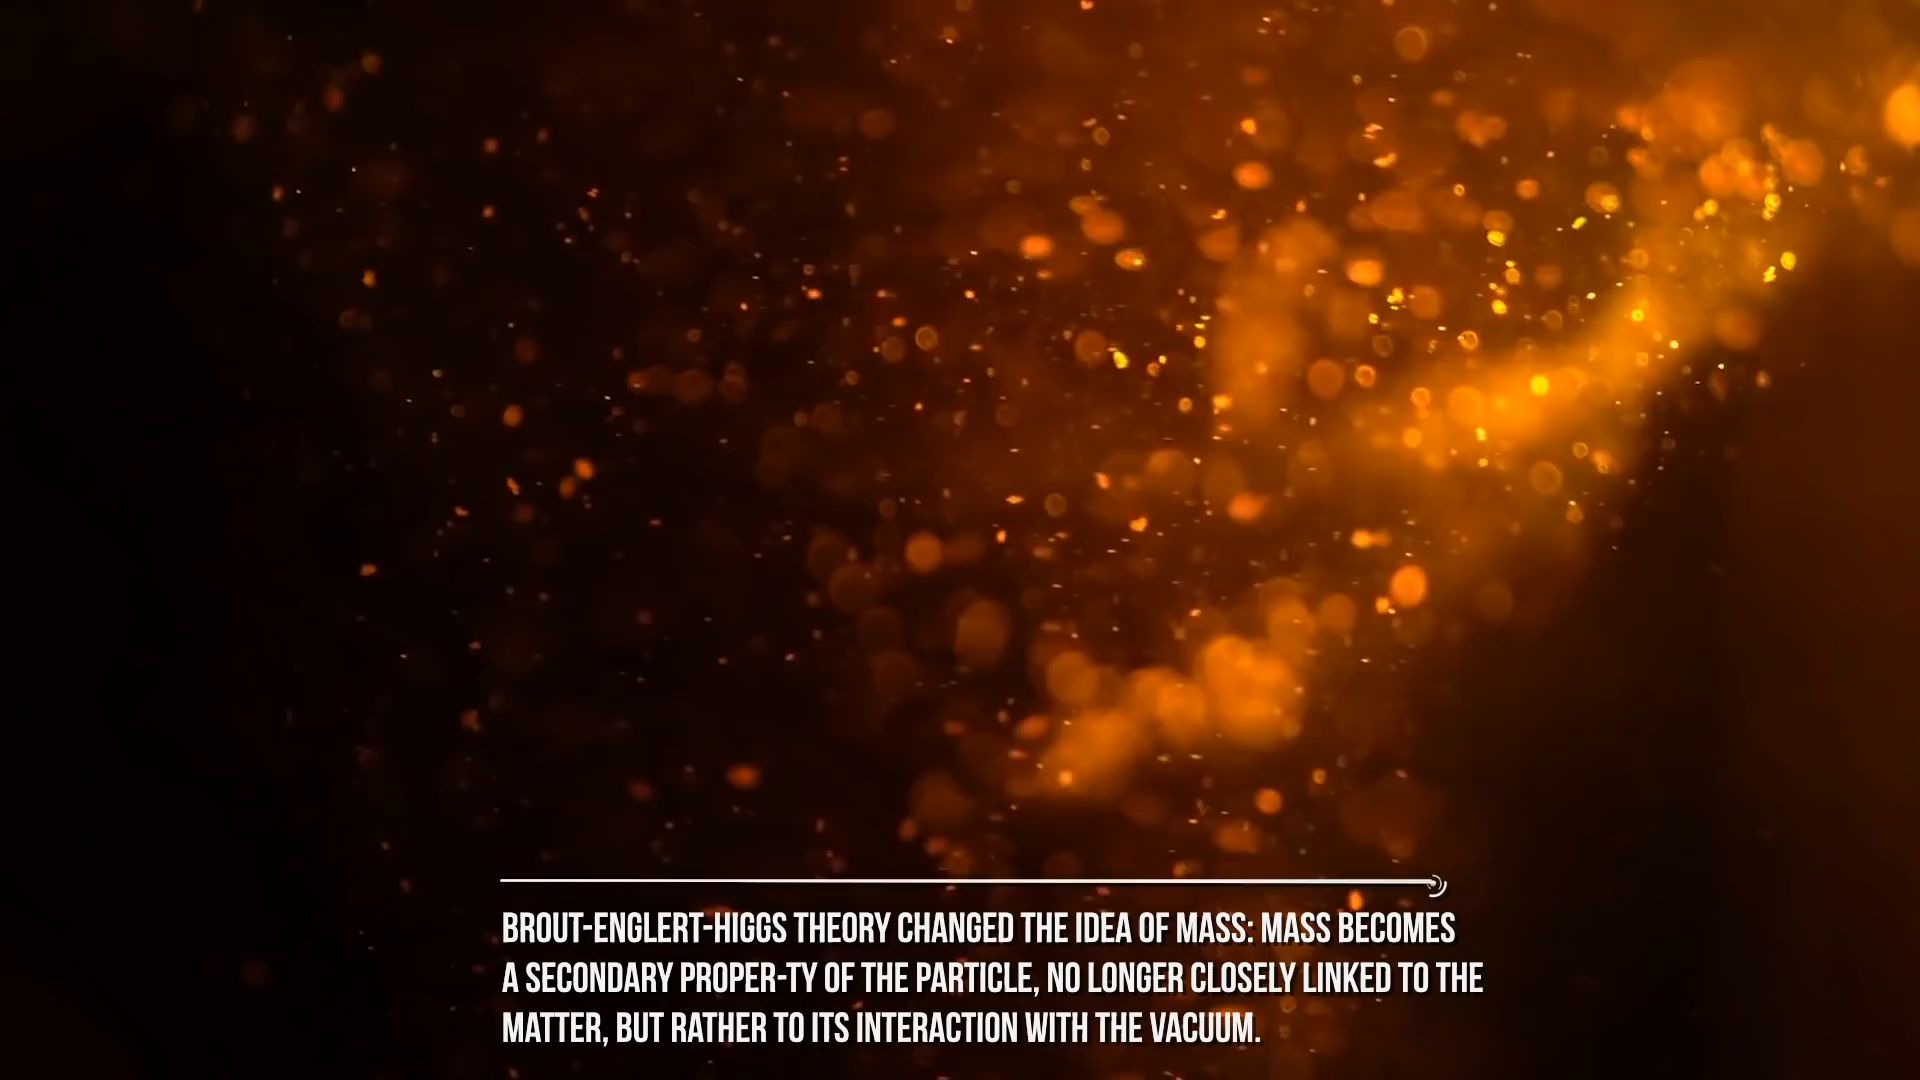 BROUT-ENGLERT-HIGGS THEORY CHANGED THE IDEA OF MASS: MASS BECOMES
A SECONDARY PROPER-TY OF THE PARTICLE, NO LONGER CLOSELY LINKED TO THE
MATTER, BUT RATHER TO ITS INTERACTION WITH THE VACUUM.